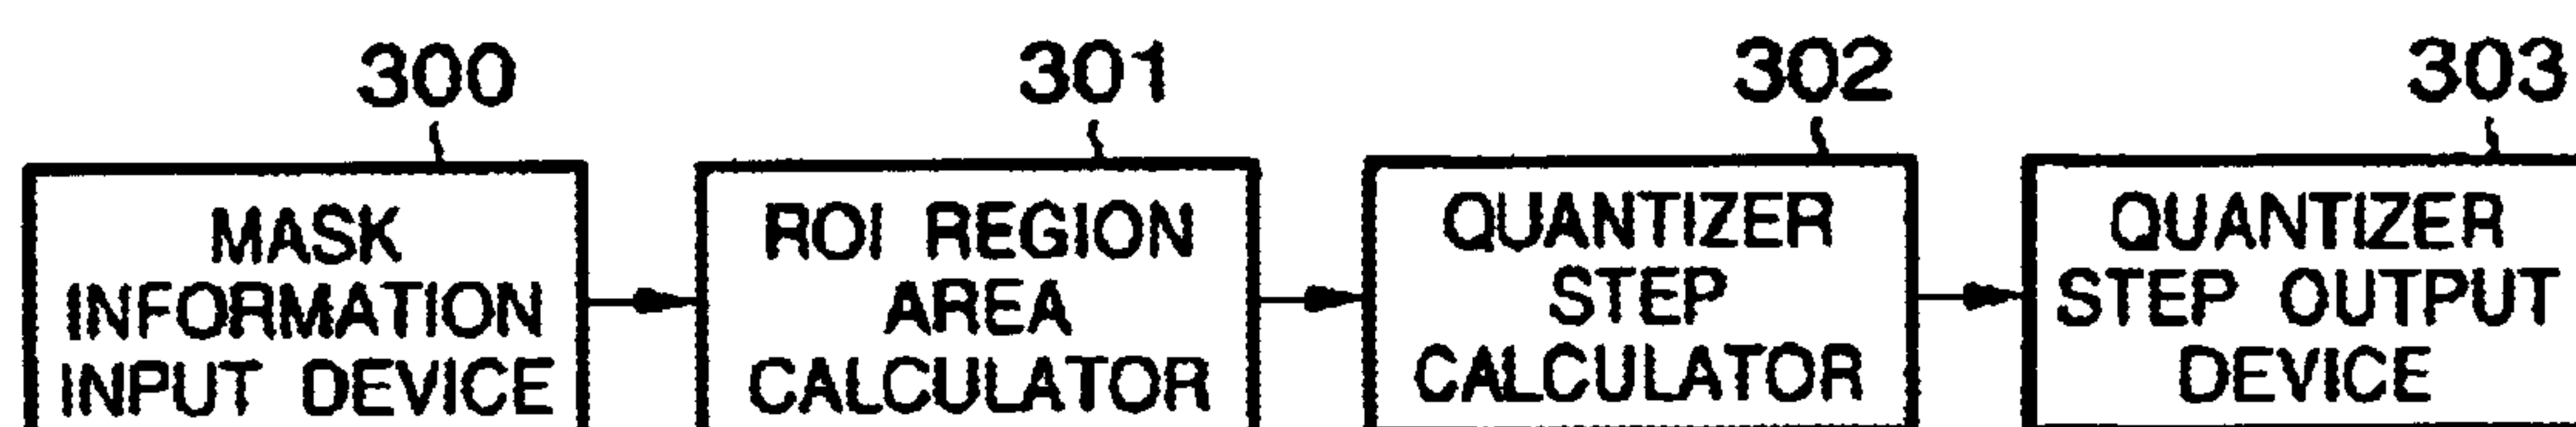 300
301
302
303
MASK
INFORMATION
INPUT DEVICE
ROI REGION
AREA
CALCULATOR
QUANTIZER
STEP
CALCULATOR
QUANTIZER
STEP OUTPUT
DEVICE